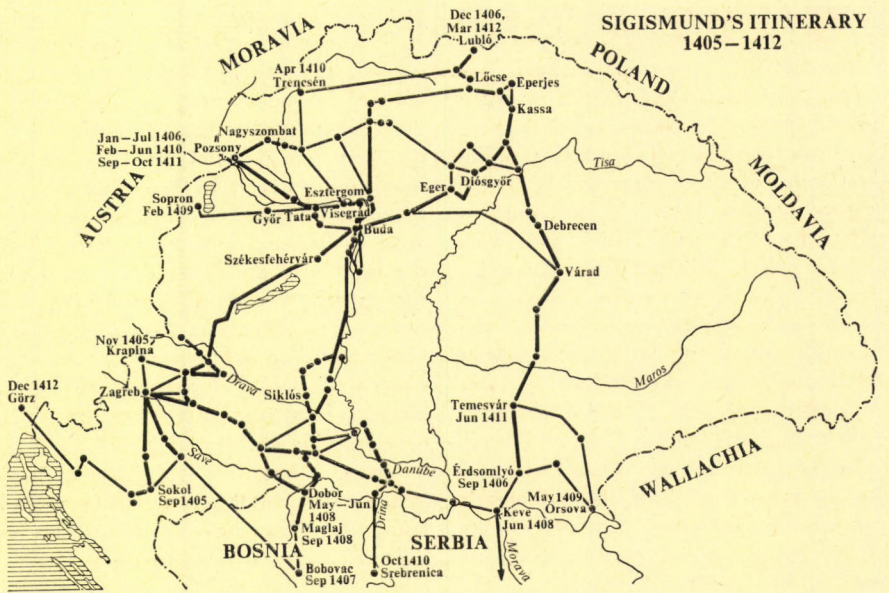 SIGISMUND'S ITINERARY
1405–1412
MORAVIA
Dec 1406,
Mar 1412
Lubló
POLAND
Apr 1410
Trencsén
Lőcse
Eperjes
Kassa
Jan–Jul 1406,
Feb–Jun 1410,
Sep–Oct 1411
Nagyszombat
Pozsony
Tisa
MOLDAVIA
AUSTRIA
Sopron
Feb 1409
Esztergom
Eger
Diósgyőr
Győr
Tata
Visegrád
Buda
Debrecen
Székesfehérvár
Várad
Nov 1405
Krapina
Drava
Maros
Dec 1412
Görz
Zagreb
Siklós
Temesvár
Jun 1411
Save
Danube
Érdsomlyó
Sep 1406
WALLACHIA
Sokol
Sep 1405
Dobor
May–Jun
1408
Drina
May 1409
Orsova
Keve
Jun 1408
Maglaj
Sep 1408
BOSNIA
SERBIA
Morava
Bobovac
Sep 1407
Oct 1410
Srebrenica